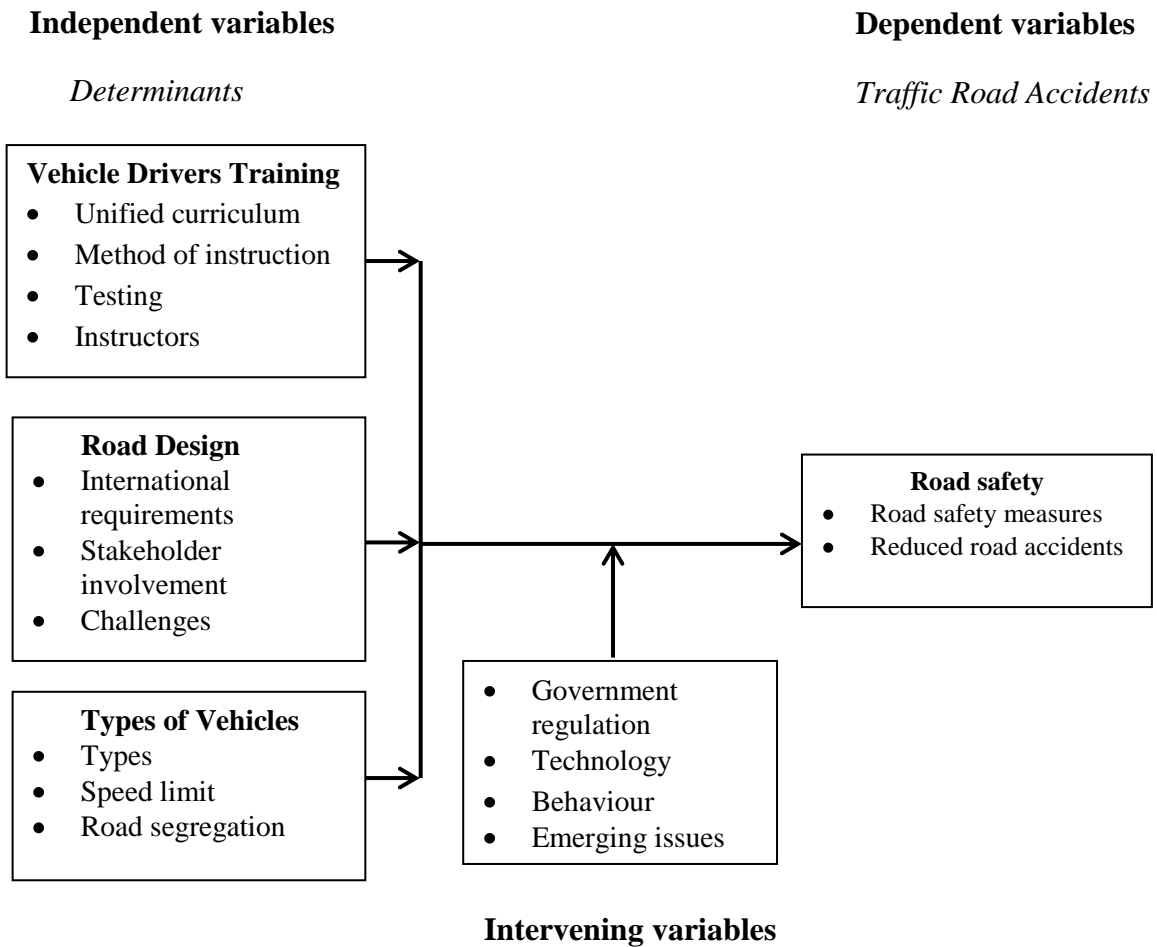 Independent variables
Dependent variables
Determinants
Traffic Road Accidents
Vehicle Drivers Training
• Unified curriculum
• Method of instruction
• Testing
• Instructors
Road Design
• International
requirements
• Stakeholder
involvement
• Challenges
Types of Vehicles
• Types
• Speed limit
• Road segregation
• Government
regulation
• Technology
• Behaviour
• Emerging issues
Intervening variables
Road safety
• Road safety measures
• Reduced road accidents